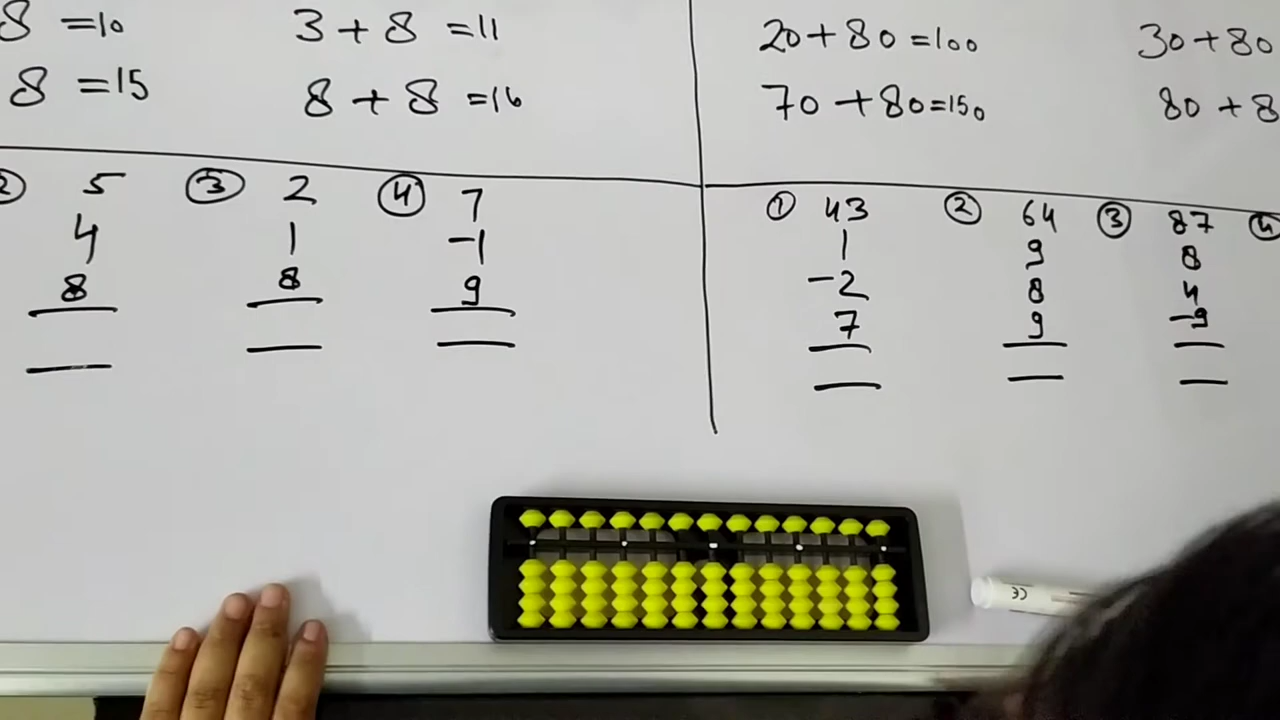 8 =10 3+8 =11 20+80=100 30+80
8 =15 8+8 =16 70+80=150 80+8
② 5 ③ 2 ④ 7 ① 43 ② 64 ③ 87 ④
4 1 -1 1 9 8
8 8 9 -2 8 4
7 9 -9
CE